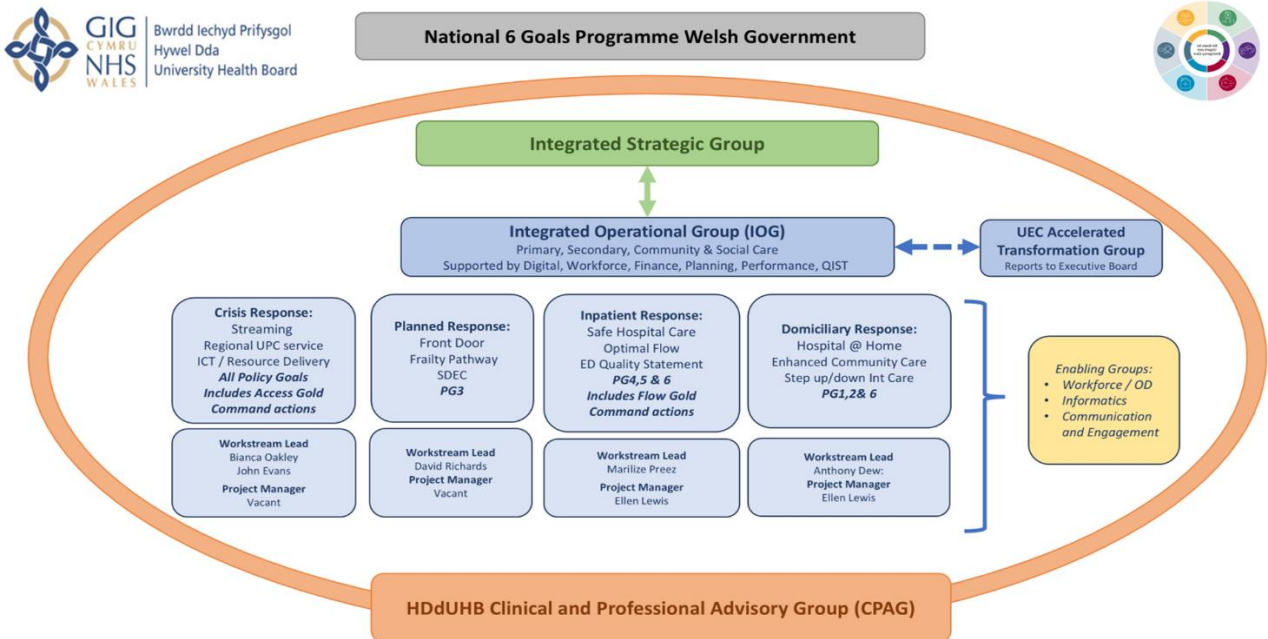 GIG
CYMRU
NHS
WALES
Bwrdd Iechyd Prifysgol
Hywel Dda
University Health Board
National 6 Goals Programme Welsh Government
Integrated Strategic Group
Integrated Operational Group (IOG)
Primary, Secondary, Community & Social Care
Supported by Digital, Workforce, Finance, Planning, Performance, QIST
UEC Accelerated
Transformation Group
Reports to Executive Board
Crisis Response:
Streaming
Regional UPC service
ICT / Resource Delivery
All Policy Goals
Includes Access Gold
Command actions
Planned Response:
Front Door
Frailty Pathway
SDEC
PG3
Inpatient Response:
Safe Hospital Care
Optimal Flow
ED Quality Statement
PG4,5 & 6
Includes Flow Gold
Command actions
Domiciliary Response:
Hospital @ Home
Enhanced Community Care
Step up/down Int Care
PG1,2& 6
Enabling Groups:
• Workforce / OD
• Informatics
• Communication
and Engagement
Workstream Lead
Bianca Oakley
John Evans
Project Manager
Vacant
Workstream Lead
David Richards
Project Manager
Vacant
Workstream Lead
Marilize Preez
Project Manager
Ellen Lewis
Workstream Lead
Anthony Dew:
Project Manager
Ellen Lewis
HDdUHB Clinical and Professional Advisory Group (CPAG)